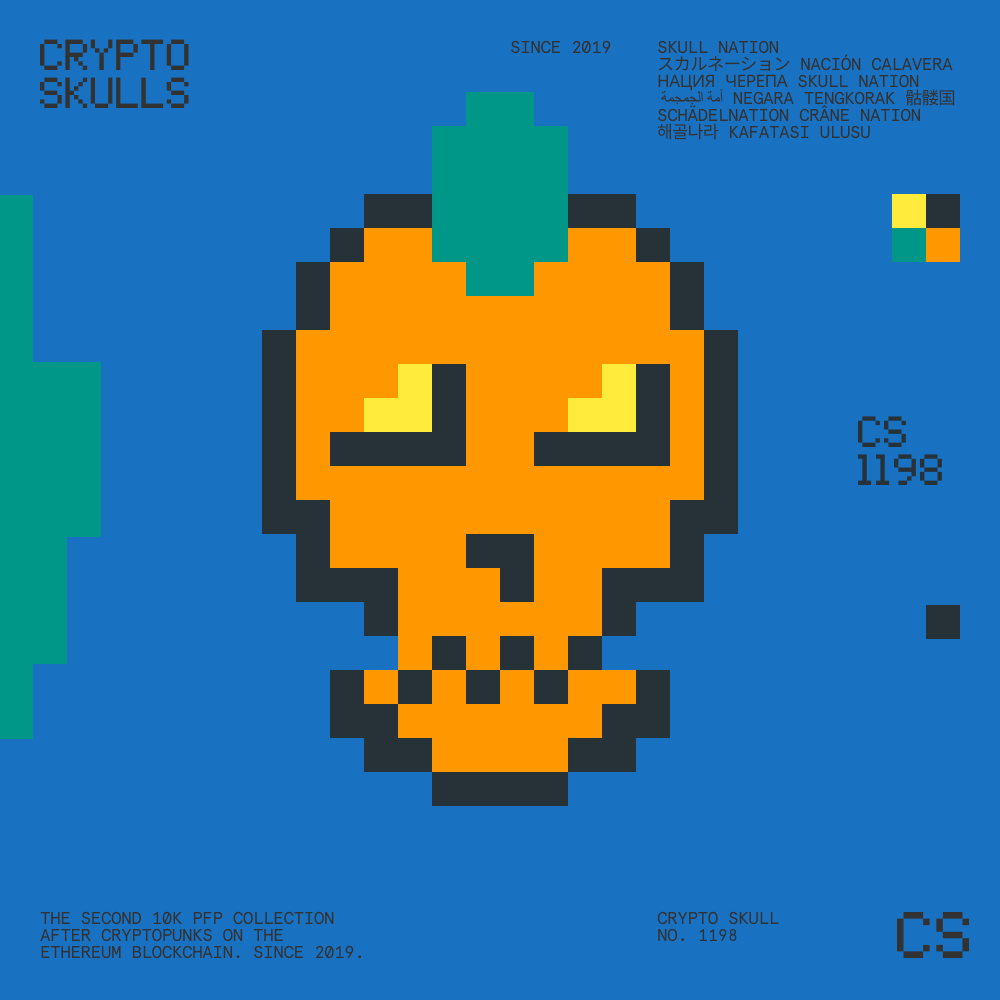 CRYPTO
SKULLS
SINCE 2019
SKULL NATION
スカルネーション NACIÓN CALAVERA
НАЦИЯ ЧЕРЕПА SKULL NATION
أمة الجمجمة NEGARA TENGKORAK 骷髅国
SCHÄDELNATION CRÂNE NATION
해골나라 KAFATASI ULUSU
CS
1198
THE SECOND 10K PFP COLLECTION
AFTER CRYPTOPUNKS ON THE
ETHEREUM BLOCKCHAIN. SINCE 2019.
CRYPTO SKULL
NO. 1198
CS